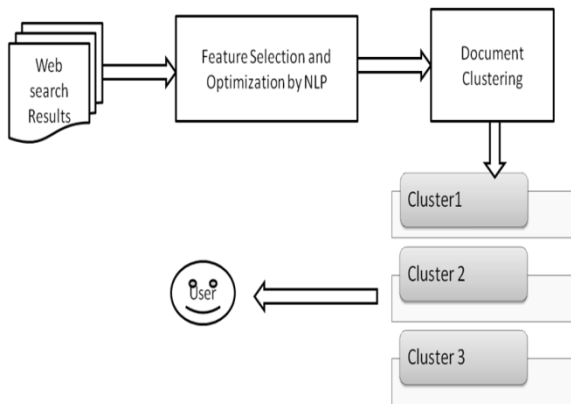 Web
search
Results
Feature Selection and
Optimization by NLP
Document
Clustering
Cluster1
Cluster 2
User
Cluster 3